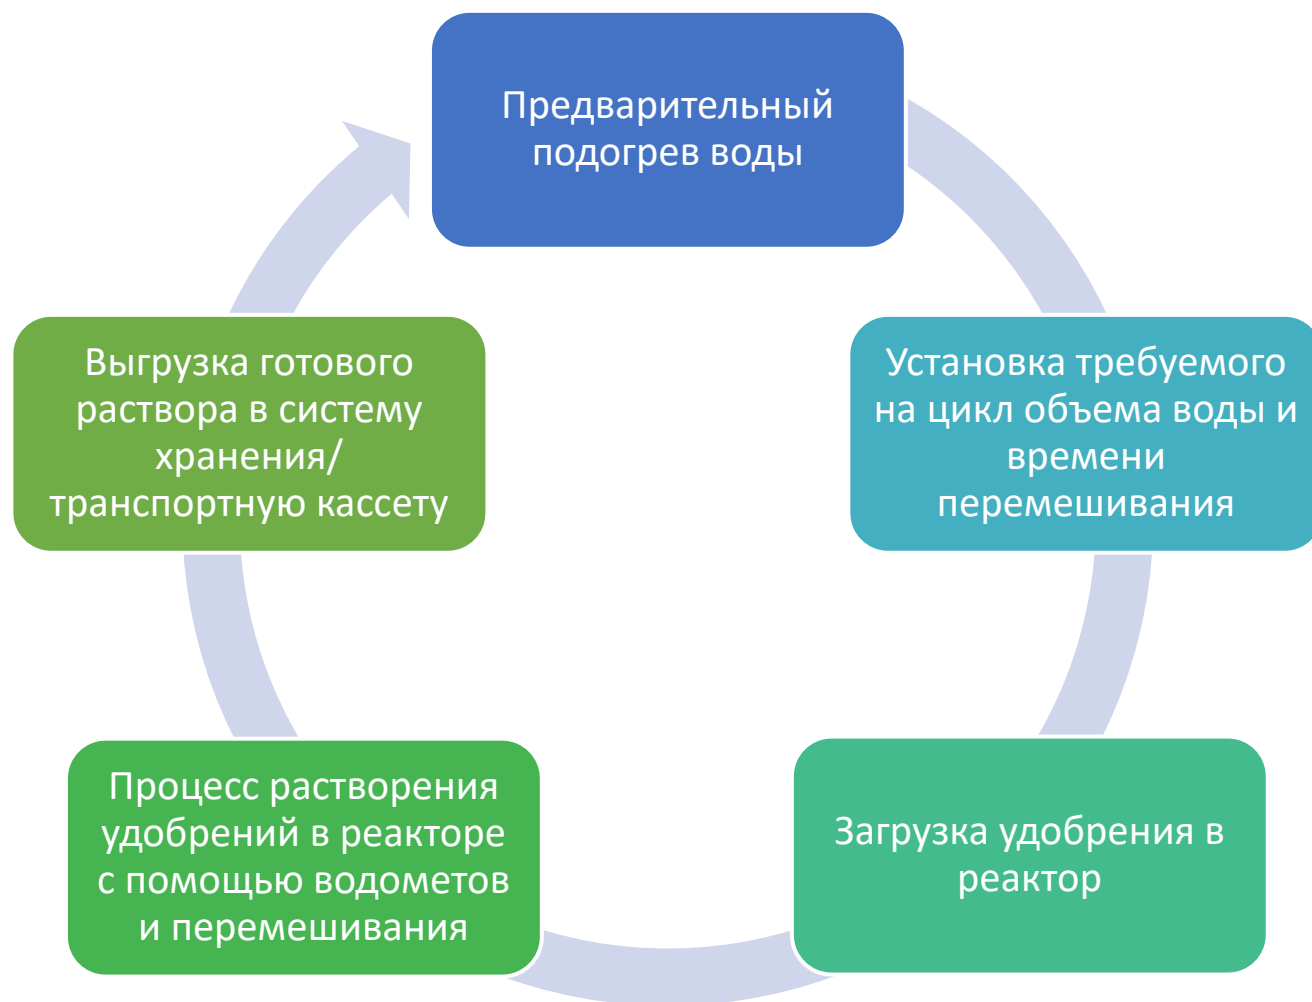 Предварительный
подогрев воды
Установка требуемого
на цикл объема воды и
времени
перемешивания
Загрузка удобрения в
реактор
Процесс растворения
удобрений в реакторе
с помощью водометов
и перемешивания
Выгрузка готового
раствора в систему
хранения/
транспортную кассету